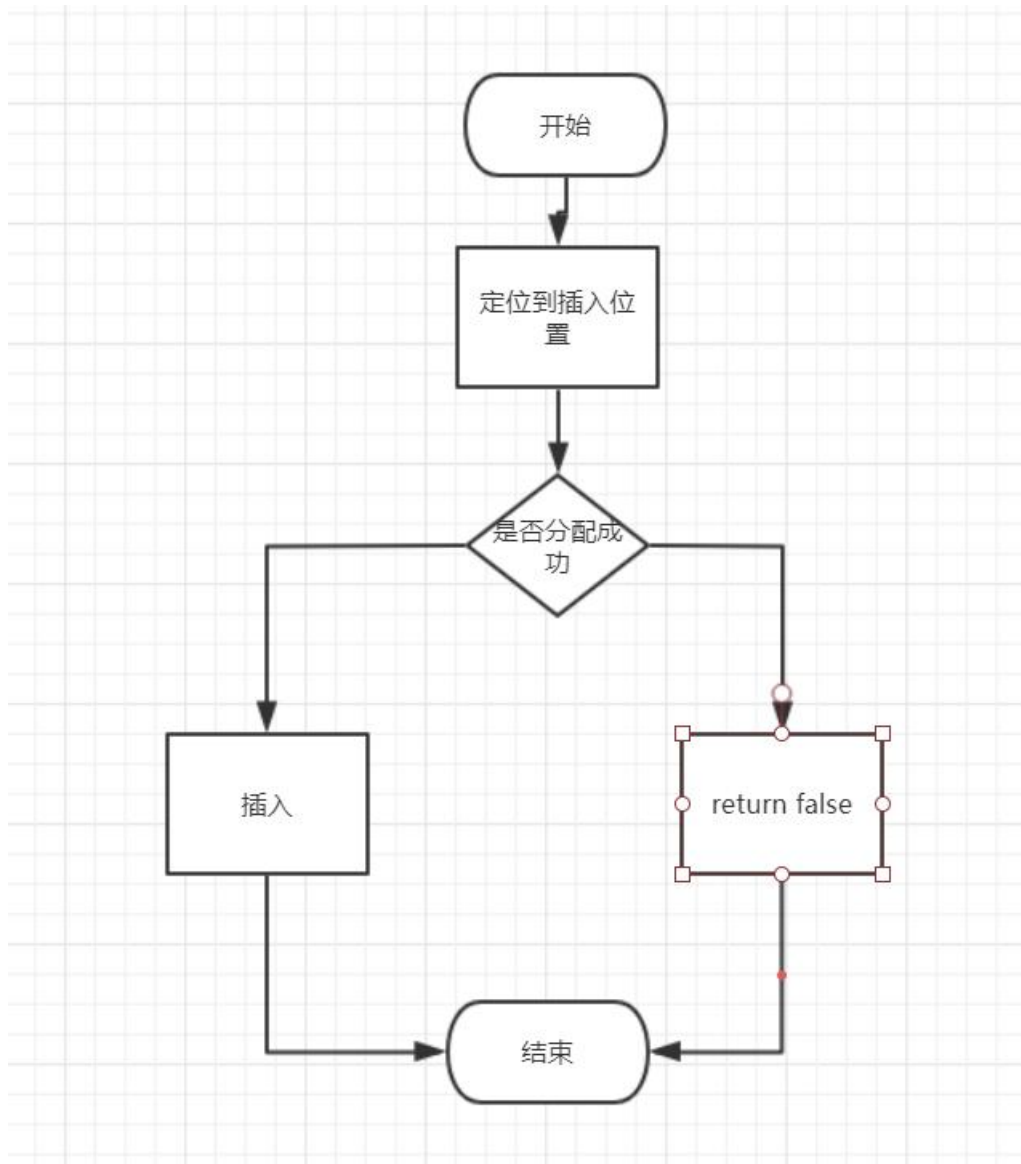 开始
定位到插入位
置
是否分配成
功
插入
return false
结束